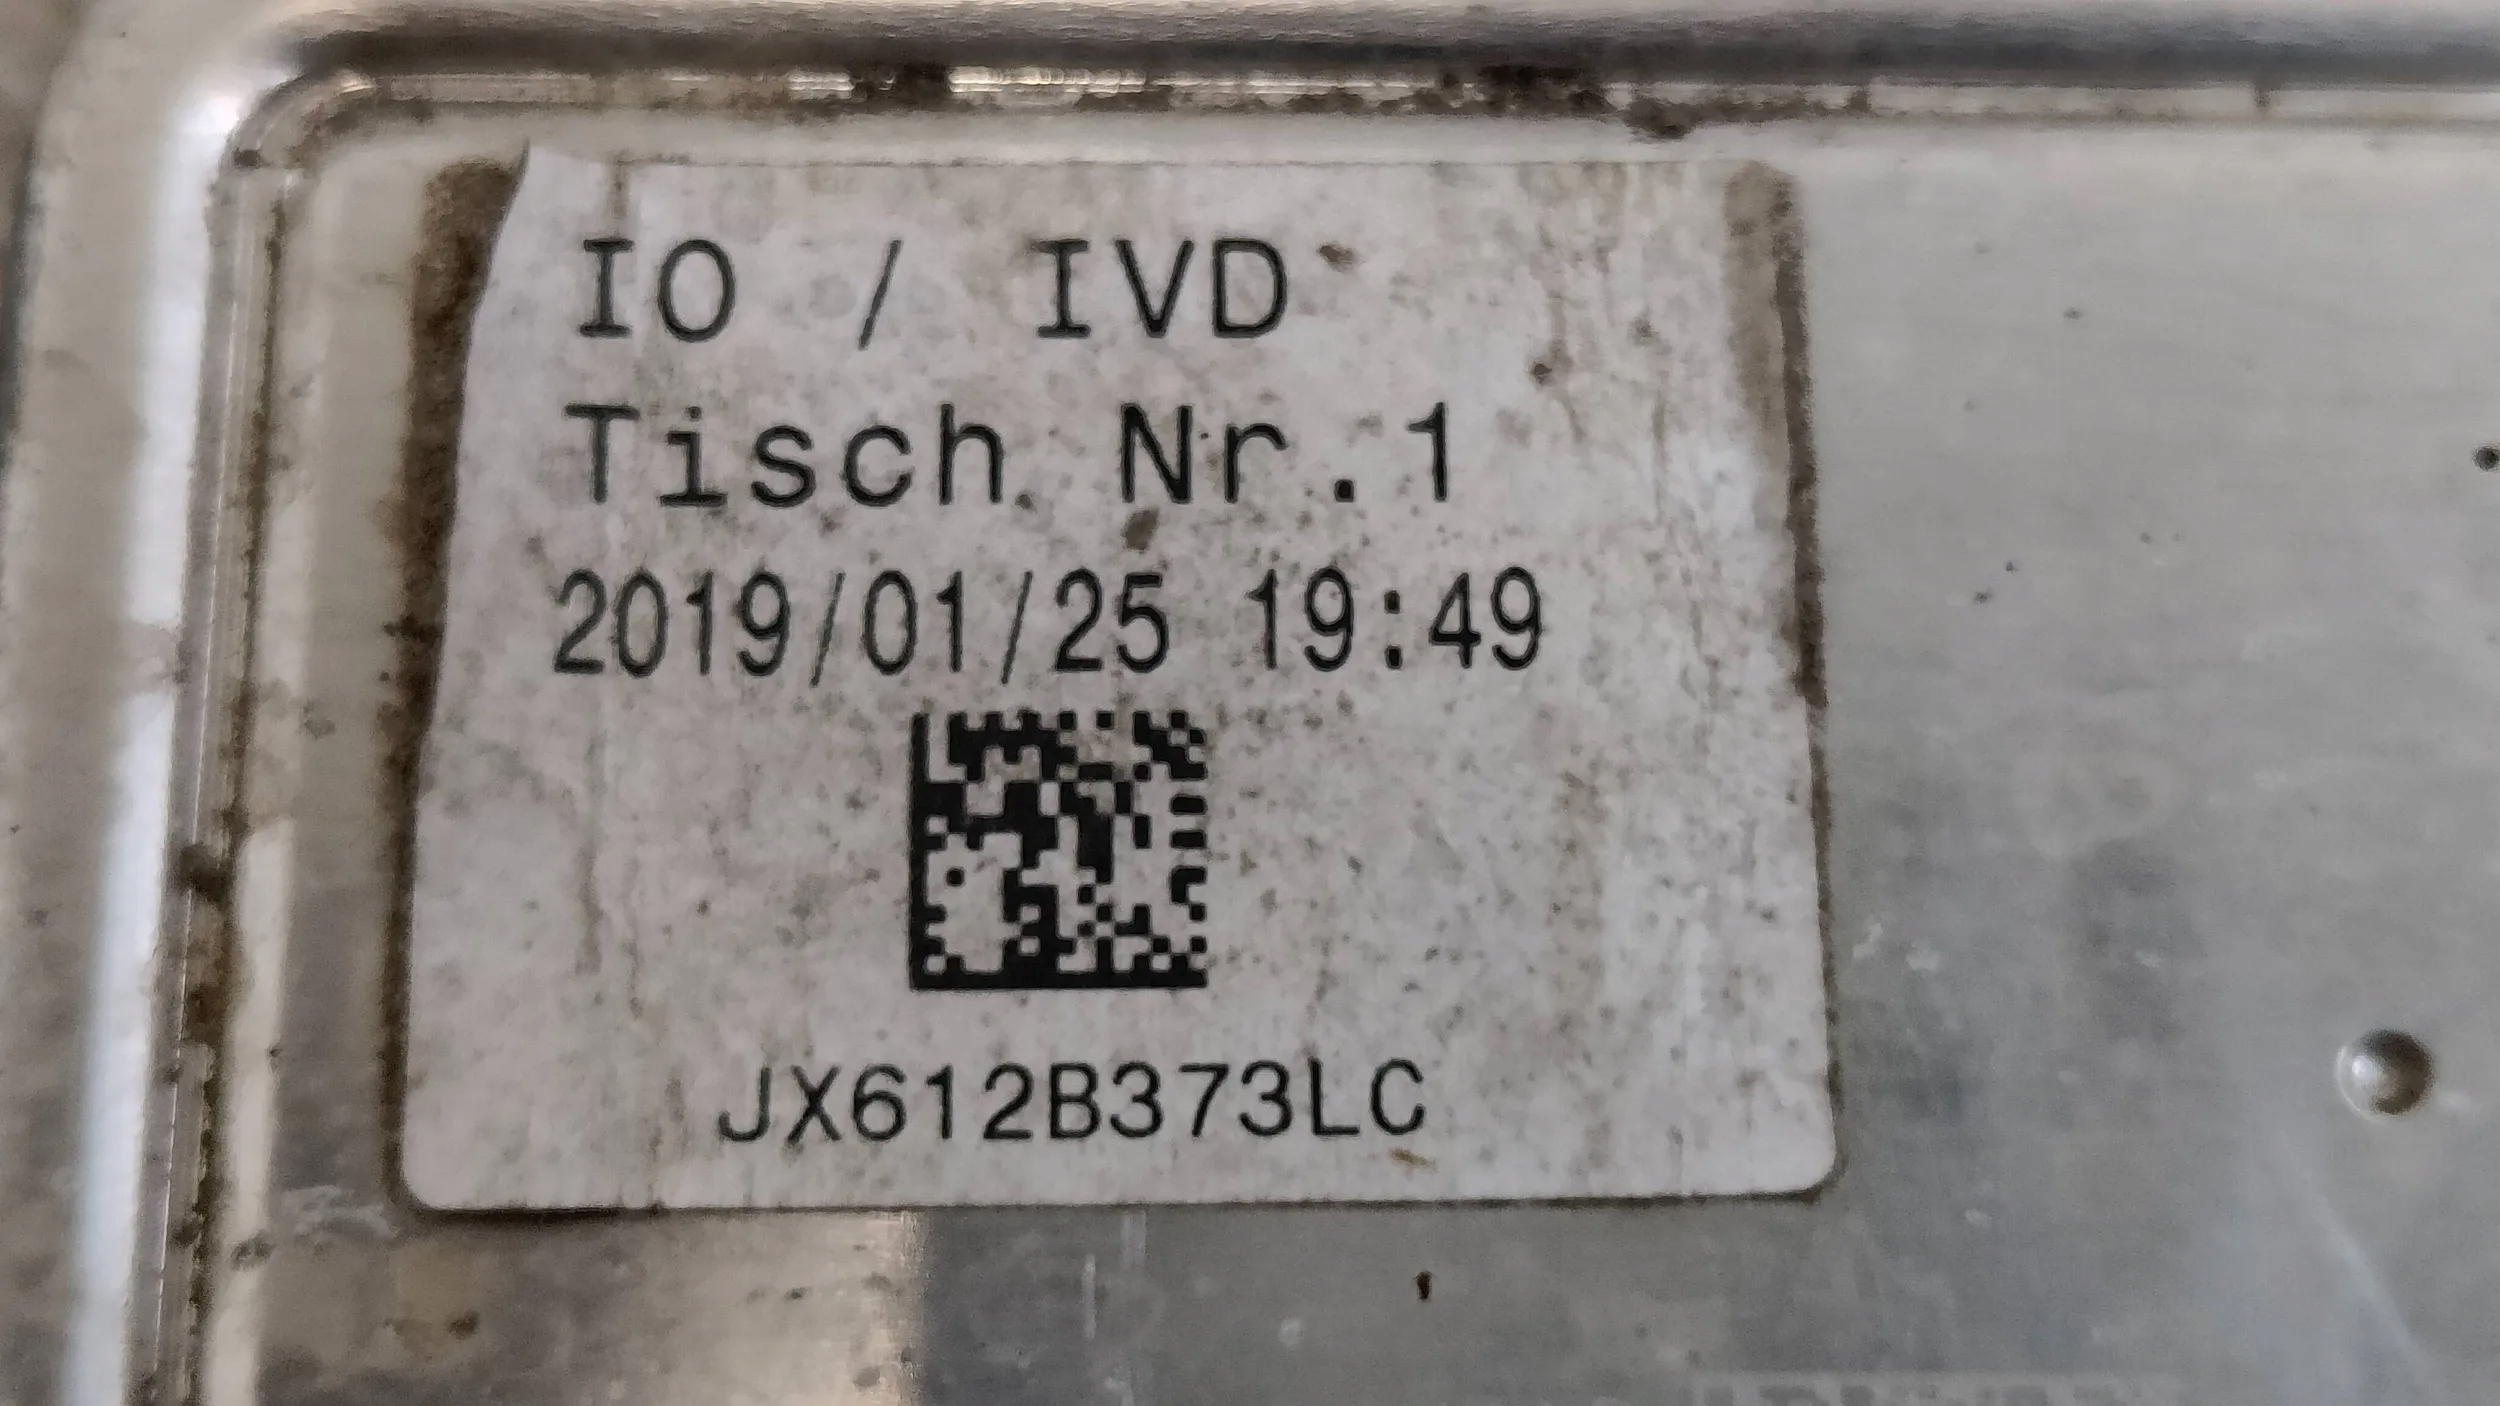 IO / IVD
Tisch Nr.1
2019/01/25 19:49
JX612B373LC